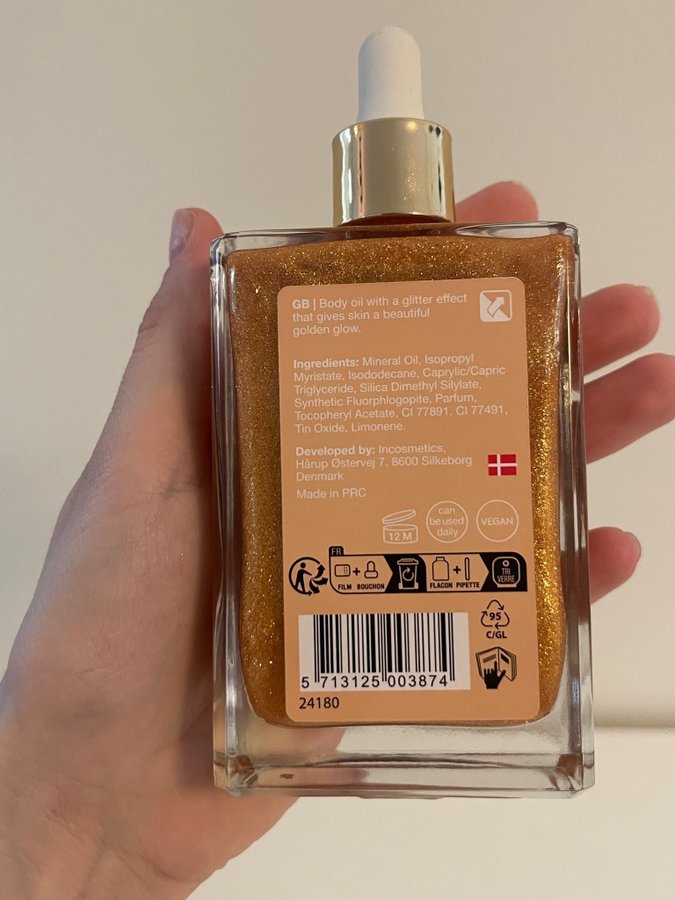 GB | Body oil with a glitter effect
that gives skin a beautiful
golden glow.
Ingredients: Mineral Oil, Isopropyl
Myristate, Isododecane, Caprylic/Capric
Triglyceride, Silica Dimethyl Silylate,
Synthetic Fluorphlogopite, Parfum,
Tocopheryl Acetate, CI 77891, CI 77491,
Tin Oxide, Limonene.
Developed by: Incosmetics,
Hårup Østervej 7, 8600 Silkeborg
Denmark
Made in PRC
12 M
can
be used
daily
VEGAN
FR
FILM + BOUCHON
FLACON + PIPETTE
TRI
VERRE
95
C/GL
5 713125 003874
24180